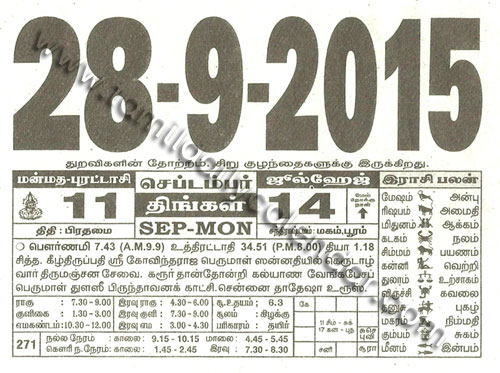 28-9-2015
துறவிகளின் தோற்றம். சிறு குழந்தைகளுக்கு இருக்கிறது.
மன்மத-புரட்டாசி செப்டம்பர் ஜூல்ஹேஜ் இராசி பலன்
11 திங்கள் 14
திதி : பிரதமை SEP-MON சந்திராஷ்டமம்: மகம்,பூரம்
மேஷம் அன்பு
ரிஷபம் அமைதி
மிதுனம் ஆக்கம்
கடகம் நலம்
சிம்மம் பயணம்
கன்னி வெற்றி
துலாம் உற்சாகம்
விருச்சி கவலை
தனுசு புகழ்
மகரம் நிம்மதி
கும்பம் சுகம்
மீனம் இன்பம்
பௌர்ணமி 7.43 (A.M.9.9) உத்திரட்டாதி 34.51 (P.M.8.00) தியா 1.18
சித்த. கீழ்திருப்பதி ஸ்ரீ கோவிந்தராஜ பெருமாள் ஸன்னதியில் கெருடாழ்
வார் திருமஞ்சன சேவை. கரூர் தான்தோன்றி கல்யாண வேங்கடேசப்
பெருமாள் துளஸீ பிருந்தாவனக் காட்சி. சென்னை தாதேஷா உரூஜ்.
ராகு : 7.30 - 9.00 இரவு ராகு : 4.30 - 6.00 சூ.உதயம் : 6.3
குளிகை : 1.30 - 3.00 இரவு குளி : 7.30 - 9.00 சூலம் : கிழக்கு
எமகண்டம்:10.30 - 12.00 இரவு எம : 3.00 - 4.30 பரிகாரம் : தயிர்
271 நல்ல நேரம் : காலை : 9.15 - 10.15 மாலை : 4.45 - 5.45
கௌரி ந.நேரம் : காலை : 1.45 - 2.45 இரவு : 7.30 - 8.30
www.tamildailycalendar.com